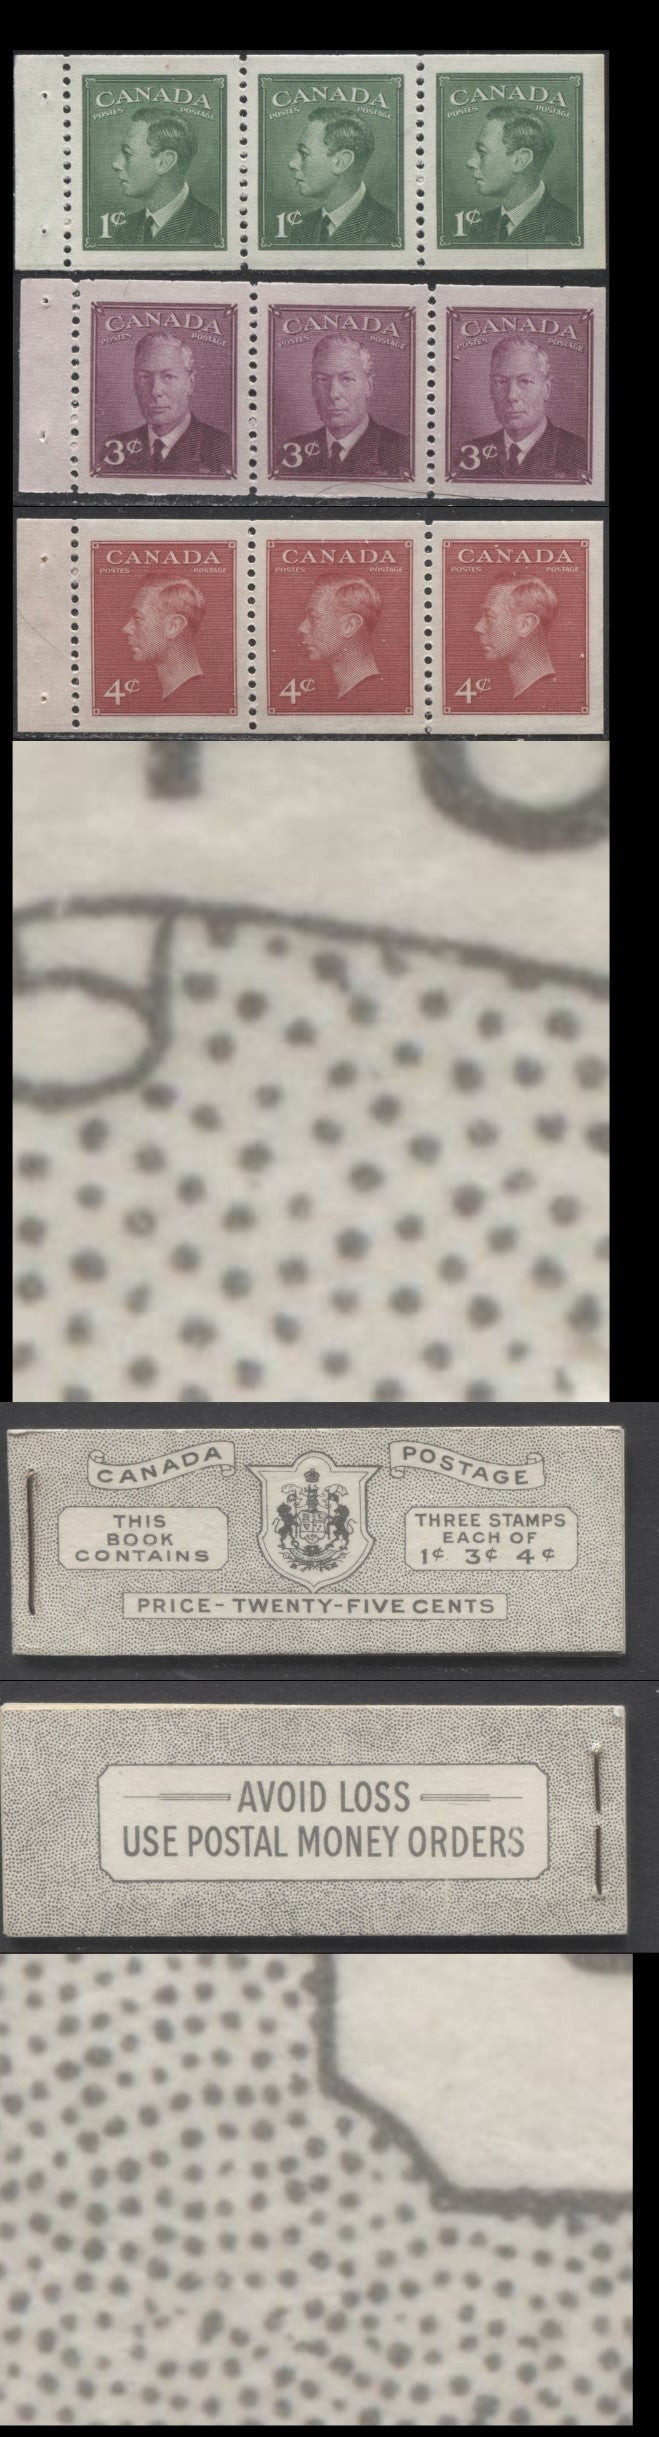 CANADA CANADA CANADA
POSTES POSTAGE POSTES POSTAGE POSTES POSTAGE
1¢ 1¢ 1¢
CANADA CANADA CANADA
POSTES POSTAGE POSTES POSTAGE POSTES POSTAGE
3¢ 3¢ 3¢
CANADA CANADA CANADA
POSTES POSTAGE POSTES POSTAGE POSTES POSTAGE
4¢ 4¢ 4¢
CANADA POSTAGE
THIS
BOOK
CONTAINS
THREE STAMPS
EACH OF
1¢ 3¢ 4¢
PRICE-TWENTY-FIVE CENTS
AVOID LOSS
USE POSTAL MONEY ORDERS